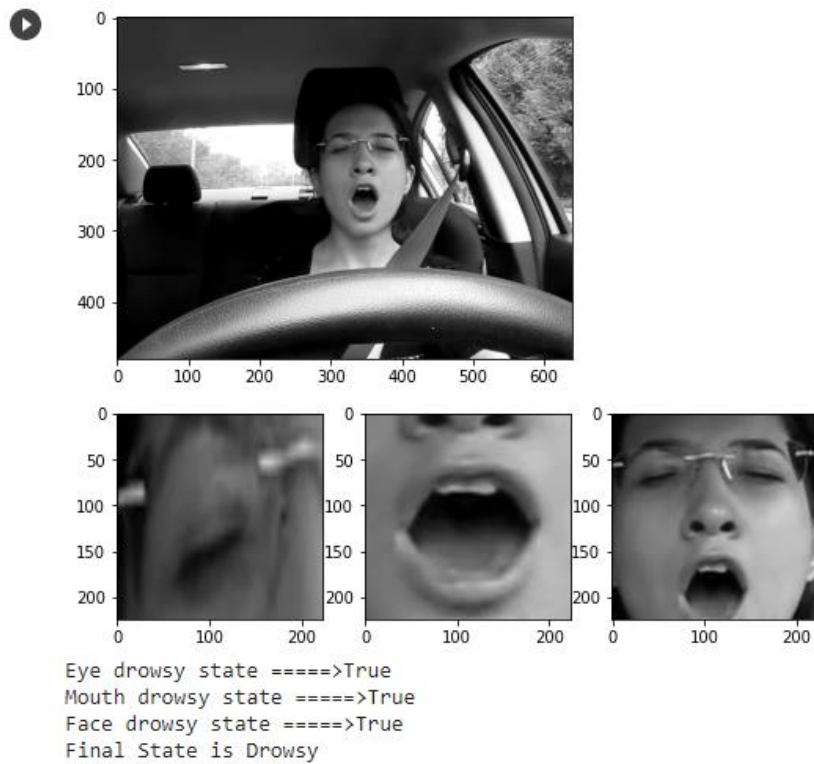 0
100
200
300
400
0 100 200 300 400 500 600
0 0 0
50 50 50
100 100 100
150 150 150
200 200 200
0 100 200 0 100 200 0 100 200
Eye drowsy state =====>True
Mouth drowsy state =====>True
Face drowsy state =====>True
Final State is Drowsy